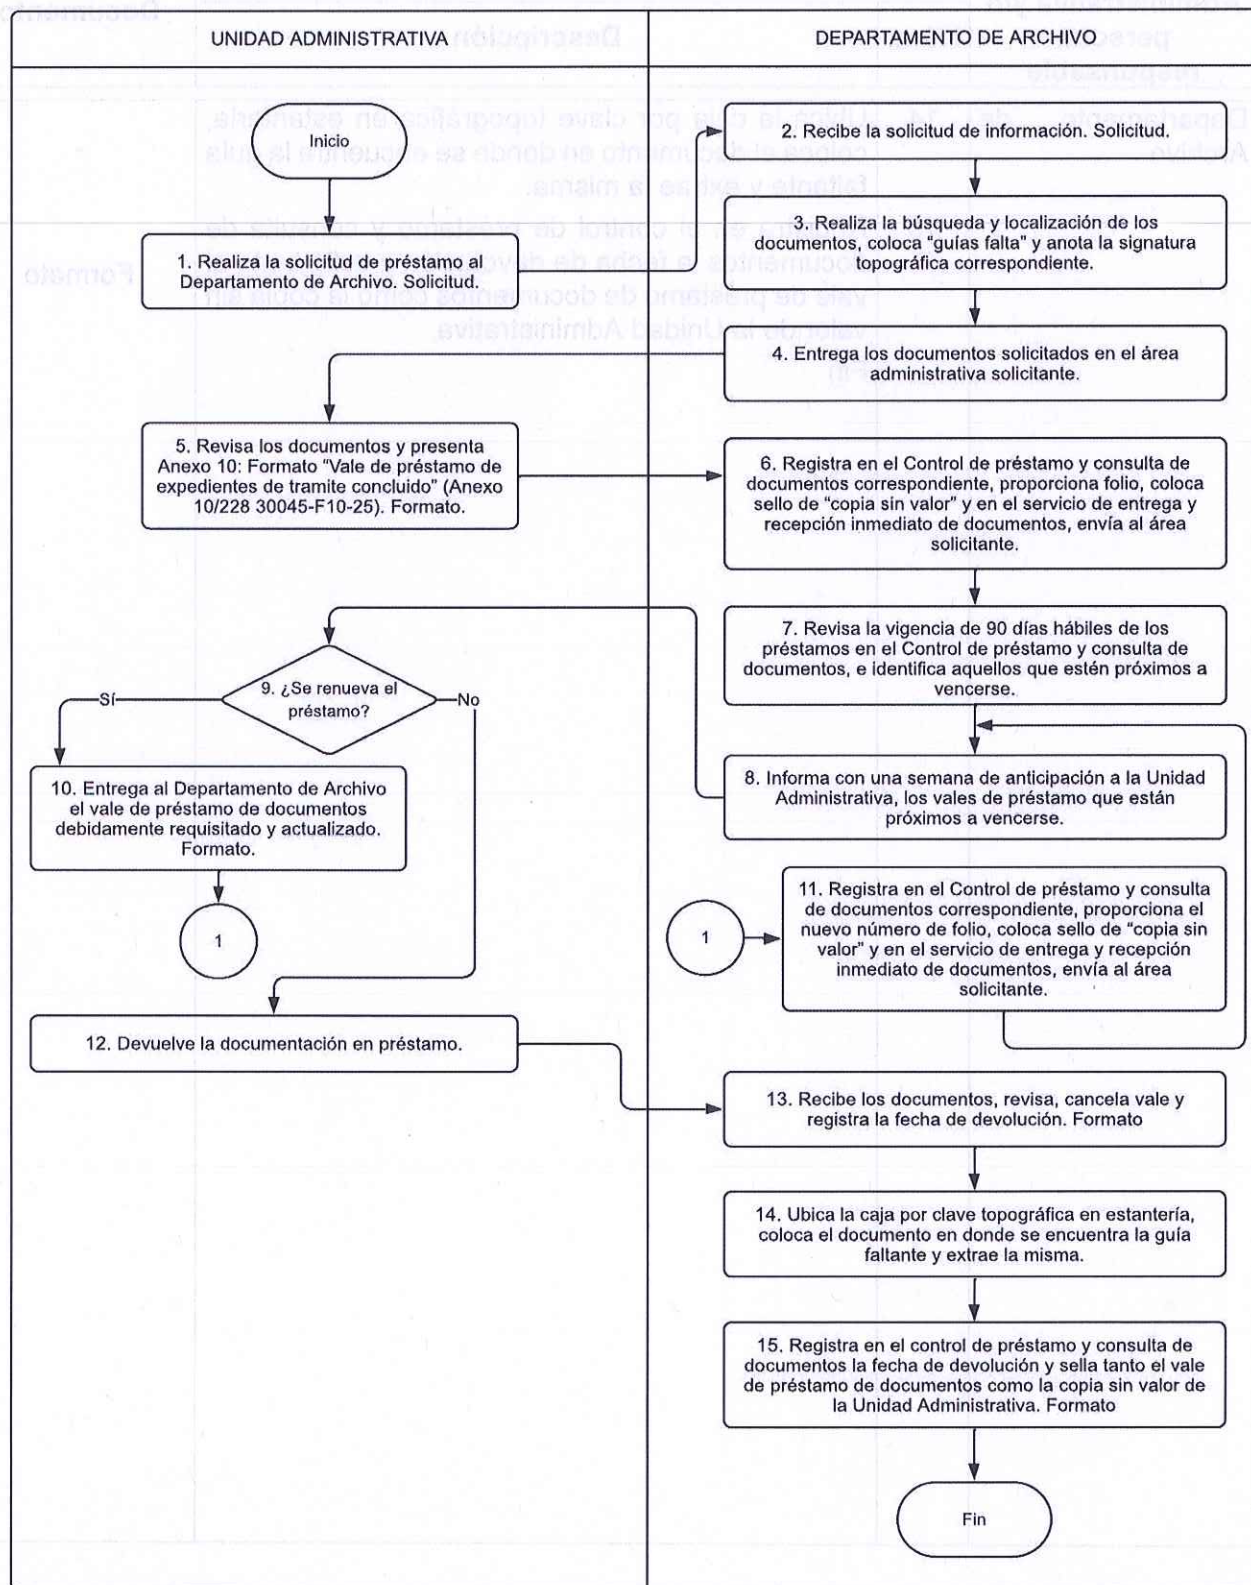 UNIDAD ADMINISTRATIVA
DEPARTAMENTO DE ARCHIVO
Inicio
1. Realiza la solicitud de préstamo al
Departamento de Archivo. Solicitud.
2. Recibe la solicitud de información. Solicitud.
3. Realiza la búsqueda y localización de los
documentos, coloca “guías falta” y anota la signatura
topográfica correspondiente.
4. Entrega los documentos solicitados en el área
administrativa solicitante.
5. Revisa los documentos y presenta
Anexo 10: Formato “Vale de préstamo de
expedientes de tramite concluido” (Anexo
10/228 30045-F10-25). Formato.
6. Registra en el Control de préstamo y consulta de
documentos correspondiente, proporciona folio, coloca
sello de “copia sin valor” y en el servicio de entrega y
recepción inmediato de documentos, envía al área
solicitante.
7. Revisa la vigencia de 90 días hábiles de los
préstamos en el Control de préstamo y consulta de
documentos, e identifica aquellos que estén próximos a
vencerse.
8. Informa con una semana de anticipación a la Unidad
Administrativa, los vales de préstamo que están
próximos a vencerse.
9. ¿Se renueva el
préstamo?
Sí
No
10. Entrega al Departamento de Archivo
el vale de préstamo de documentos
debidamente requisitado y actualizado.
Formato.
1
1
11. Registra en el Control de préstamo y consulta
de documentos correspondiente, proporciona el
nuevo número de folio, coloca sello de “copia sin
valor” y en el servicio de entrega y recepción
inmediato de documentos, envía al área
solicitante.
12. Devuelve la documentación en préstamo.
13. Recibe los documentos, revisa, cancela vale y
registra la fecha de devolución. Formato
14. Ubica la caja por clave topográfica en estantería,
coloca el documento en donde se encuentra la guía
faltante y extrae la misma.
15. Registra en el control de préstamo y consulta de
documentos la fecha de devolución y sella tanto el vale
de préstamo de documentos como la copia sin valor de
la Unidad Administrativa. Formato
Fin